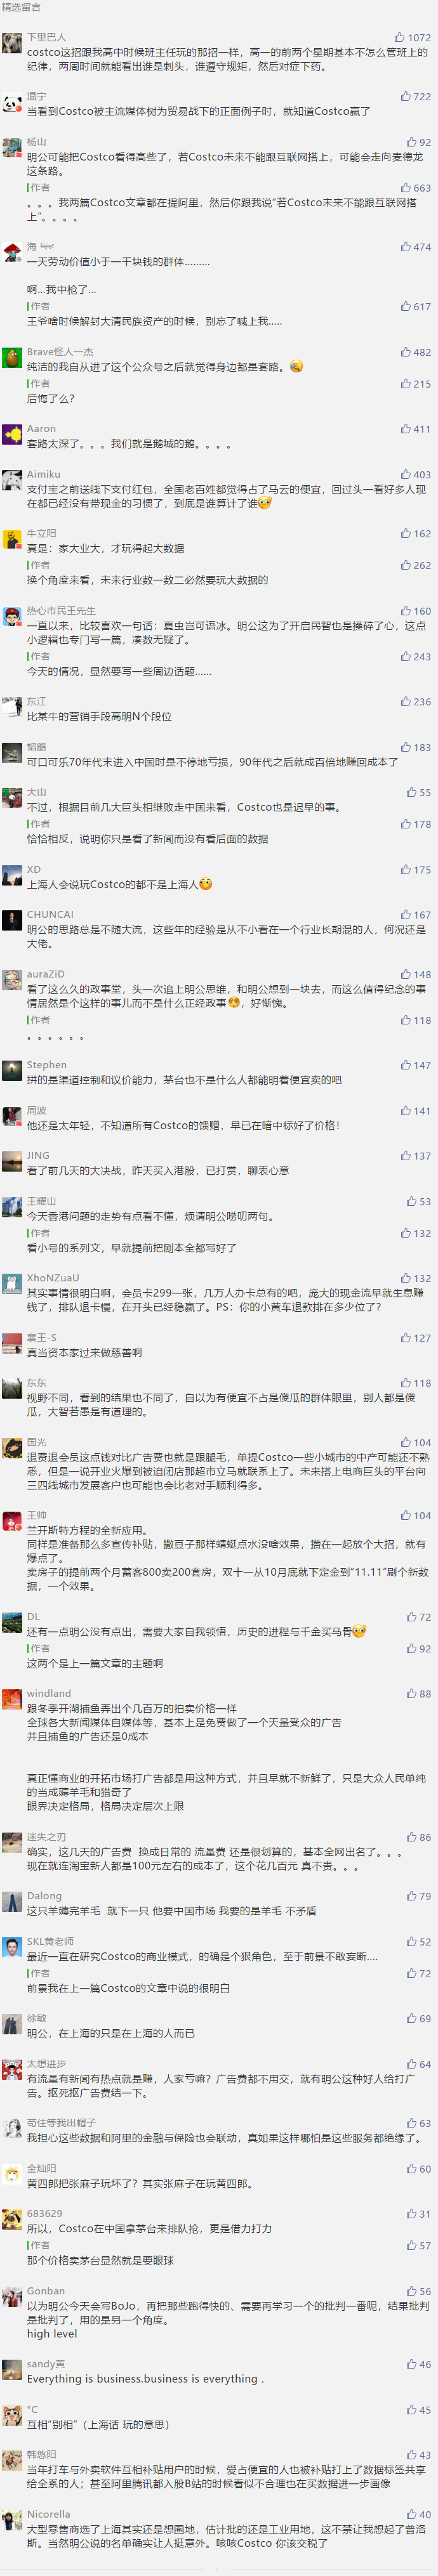 精选留言
下里巴人
1072
costco这招跟我高中时候班主任玩的那招一样，高一的前两个星期基本不怎么管班上的
纪律，两周时间就能看出谁是刺头，谁遵守规矩，然后对症下药。
温宁
722
当看到Costco被主流媒体树为贸易战下的正面例子时，就知道Costco赢了
杨山
92
明公可能把Costco看得高些了，若Costco未来不能跟互联网搭上，可能会走向麦德龙
这条路。
作者
663
。。。我两篇Costco文章都在提阿里，然后你跟我说“若Costco未来不能跟互联网搭
上”。。。。
海
474
一天劳动价值小于一千块钱的群体………
啊…我中枪了…
作者
617
王爷啥时候解封大清民族资产的时候，别忘了喊上我.....
Brave怪人一杰
482
纯洁的我自从进了这个公众号之后就觉得身边都是套路。
作者
215
后悔了么？
Aaron
411
套路太深了。。。我们就是鹅城的鹅。。。。
Aimiku
403
支付宝之前送线下支付红包，全国老百姓都觉得占了马云的便宜，回过头一看好多人现
在都已经没有带现金的习惯了，到底是谁算计了谁
牛立阳
162
真是：家大业大，才玩得起大数据
作者
262
换个角度来看，未来行业数一数二必然要玩大数据的
热心市民王先生
160
一直以来，比较喜欢一句话：夏虫岂可语冰。明公这为了开启民智也是操碎了心，这点
小逻辑也专门写一篇，凑数无疑了。
作者
243
今天的情况，显然要写一些周边话题......
东江
236
比某牛的营销手段高明N个段位
183
可口可乐70年代末进入中国时是不停地亏损，90年代之后就成百倍地赚回成本了
大山
55
不过，根据目前几大巨头相继败走中国来看，Costco也是迟早的事。
作者
178
恰恰相反，说明你只是看了新闻而没有看后面的数据
XD
175
上海人会说玩Costco的都不是上海人
CHUNCAI
167
明公的思路总是不随大流，这些年的经验是从不小看在一个行业长期混的人，何况还是
大佬。
auraZiD
148
看了这么久的政事堂，头一次追上明公思维，和明公想到一块去，而这么值得纪念的事
情居然是个这样的事儿而不是什么正经政事，好惭愧。
作者
118
。。。。。。
Stephen
147
拼的是渠道控制和议价能力，茅台也不是什么人都能明着便宜卖的吧
周波
141
他还是太年轻，不知道所有Costco的馈赠，早已在暗中标好了价格！
JING
137
看了前几天的大决战，昨天买入港股，已打赏，聊表心意
王耀山
53
今天香港问题的走势有点看不懂，烦请明公唠叨两句。
作者
132
看小号的系列文，早就提前把剧本全都写好了
XhoNZuaU
132
其实事情很明白啊，会员卡299一张，几万人办卡总有的吧，庞大的现金流早就生息赚
钱了，排队退卡慢，在开头已经稳赢了。PS：你的小黄车退款排在多少位了？
襄王-S
127
真当资本家过来做慈善啊
东东
118
视野不同，看到的结果也不同了，自以为有便宜不占是傻瓜的群体眼里，别人都是傻
瓜，大智若愚是有道理的。
国光
104
退费退会员这点钱对比广告费也就是跟腿毛，单提Costco一些小城市的中产可能还不熟
悉，但是一说开业火爆到被迫闭店那超市立马就联系上了。未来搭上电商巨头的平台向
三四线城市发展客户也可能也会比老对手顺利得多。
王帅
104
兰开斯特方程的全新应用。
同样是准备那么多宣传补贴，撒豆子那样蜻蜓点水没啥效果，攒在一起放个大招，就有
爆点了。
卖房子的提前两个月蓄客800卖200套房，双十一从10月底就下定金到“11.11”刷个新数
据，一个效果。
DL
72
还有一点明公没有点出，需要大家自我领悟，历史的进程与千金买马骨
作者
92
这两个是上一篇文章的主题啊
windland
88
跟冬季开湖捕鱼弄出个几百万的拍卖价格一样
全球各大新闻媒体自媒体等，基本上是免费做了一个天量受众的广告
并且捕鱼的广告还是0成本
真正懂商业的开拓市场打广告都是用这种方式，并且早就不新鲜了，只是大众人民单纯
的当成薅羊毛和猎奇了
眼界决定格局，格局决定层次上限
迷失之刃
86
确实，这几天的广告费  换成日常的 流量费 还是很划算的，基本全网出名了。。。
现在就连淘宝新人都是100元左右的成本了，这个花几百元 真不贵。。。
Dalong
79
这只羊薅完羊毛  就下一只 他要中国市场 我要的是羊毛 不矛盾
SKL黄老师
52
最近一直在研究Costco的商业模式，的确是个狠角色，至于前景不敢妄断....
作者
72
前景我在上一篇Costco的文章中说的很明白
徐敏
69
明公，在上海的只是在上海的人而已
太想进步
64
有流量有新闻有热点就是赚，人家亏嘛？广告费都不用交，就有明公这种好人给打广
告。抠死抠广告费结一下。
苟住等我出帽子
63
我担心这些数据和阿里的金融与保险也会联动，真如果这样哪怕是这些服务都绝缘了。
金灿阳
60
黄四郎把张麻子玩坏了？其实张麻子在玩黄四郎。
683629
31
所以，Costco在中国拿茅台来排队抢，更是借力打力
作者
57
那个价格卖茅台显然就是要眼球
Gonban
56
以为明公今天会写BoJo，再把那些跑得快的、需要再学习一个的批判一番呢，结果批判
是批判了，用的是另一个角度。
high level
sandy黄
46
Everything is business.business is everything .
°C
45
互相“别相”（上海话 玩的意思）
韩悠阳
43
当年打车与外卖软件互相补贴用户的时候，爱占便宜的人也被补贴打上了数据标签共享
给全系的人；甚至阿里腾讯都入股B站的时候看似不合理也在买数据进一步画像
Nicorella
40
大型零售商选了上海其实还是想圈地，估计批的还是工业用地，这不禁让我想起了普洛
斯。当然明公说的名单确实让人挺意外。咳咳Costco 你该交税了